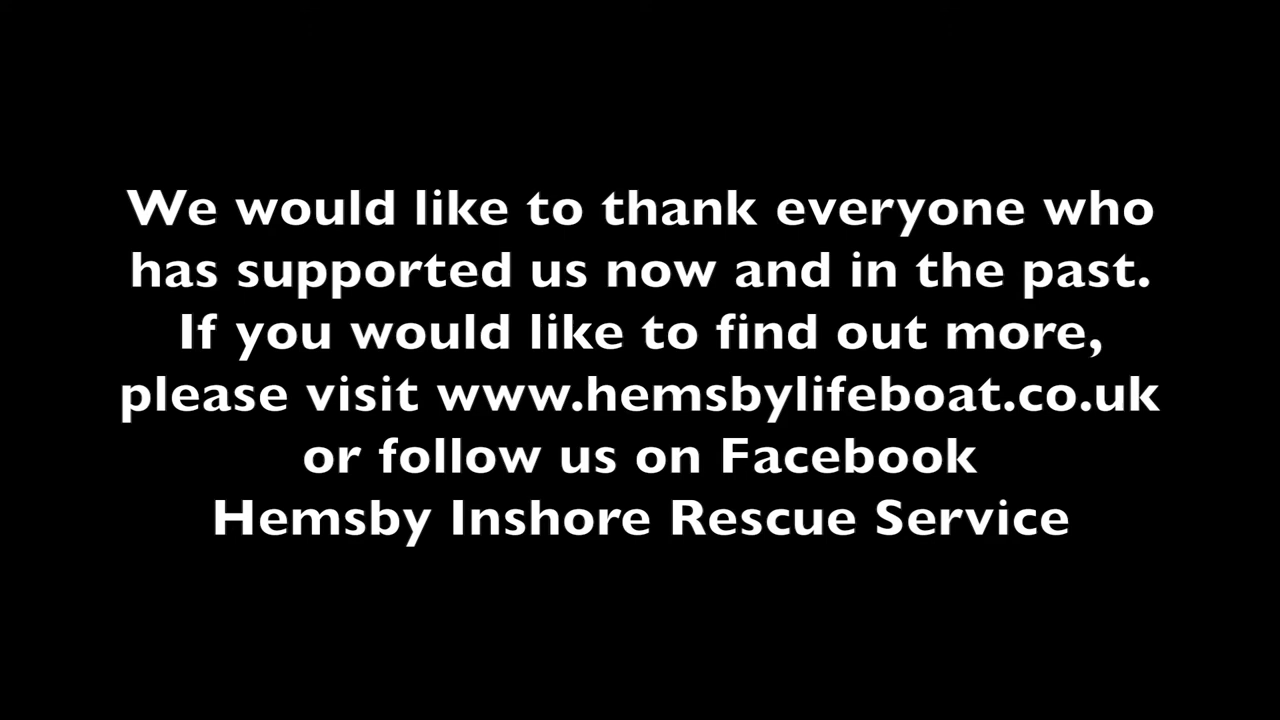 We would like to thank everyone who
has supported us now and in the past.
If you would like to find out more,
please visit www.hemsbylifeboat.co.uk
or follow us on Facebook
Hemsby Inshore Rescue Service